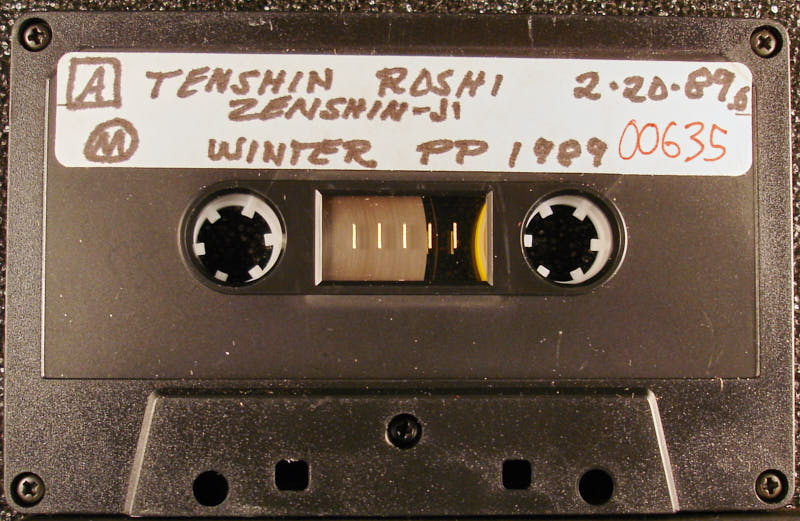 A TENSHIN ROSHI 2·20·89
ZENSHIN-JI
M WINTER PP 1989 00635